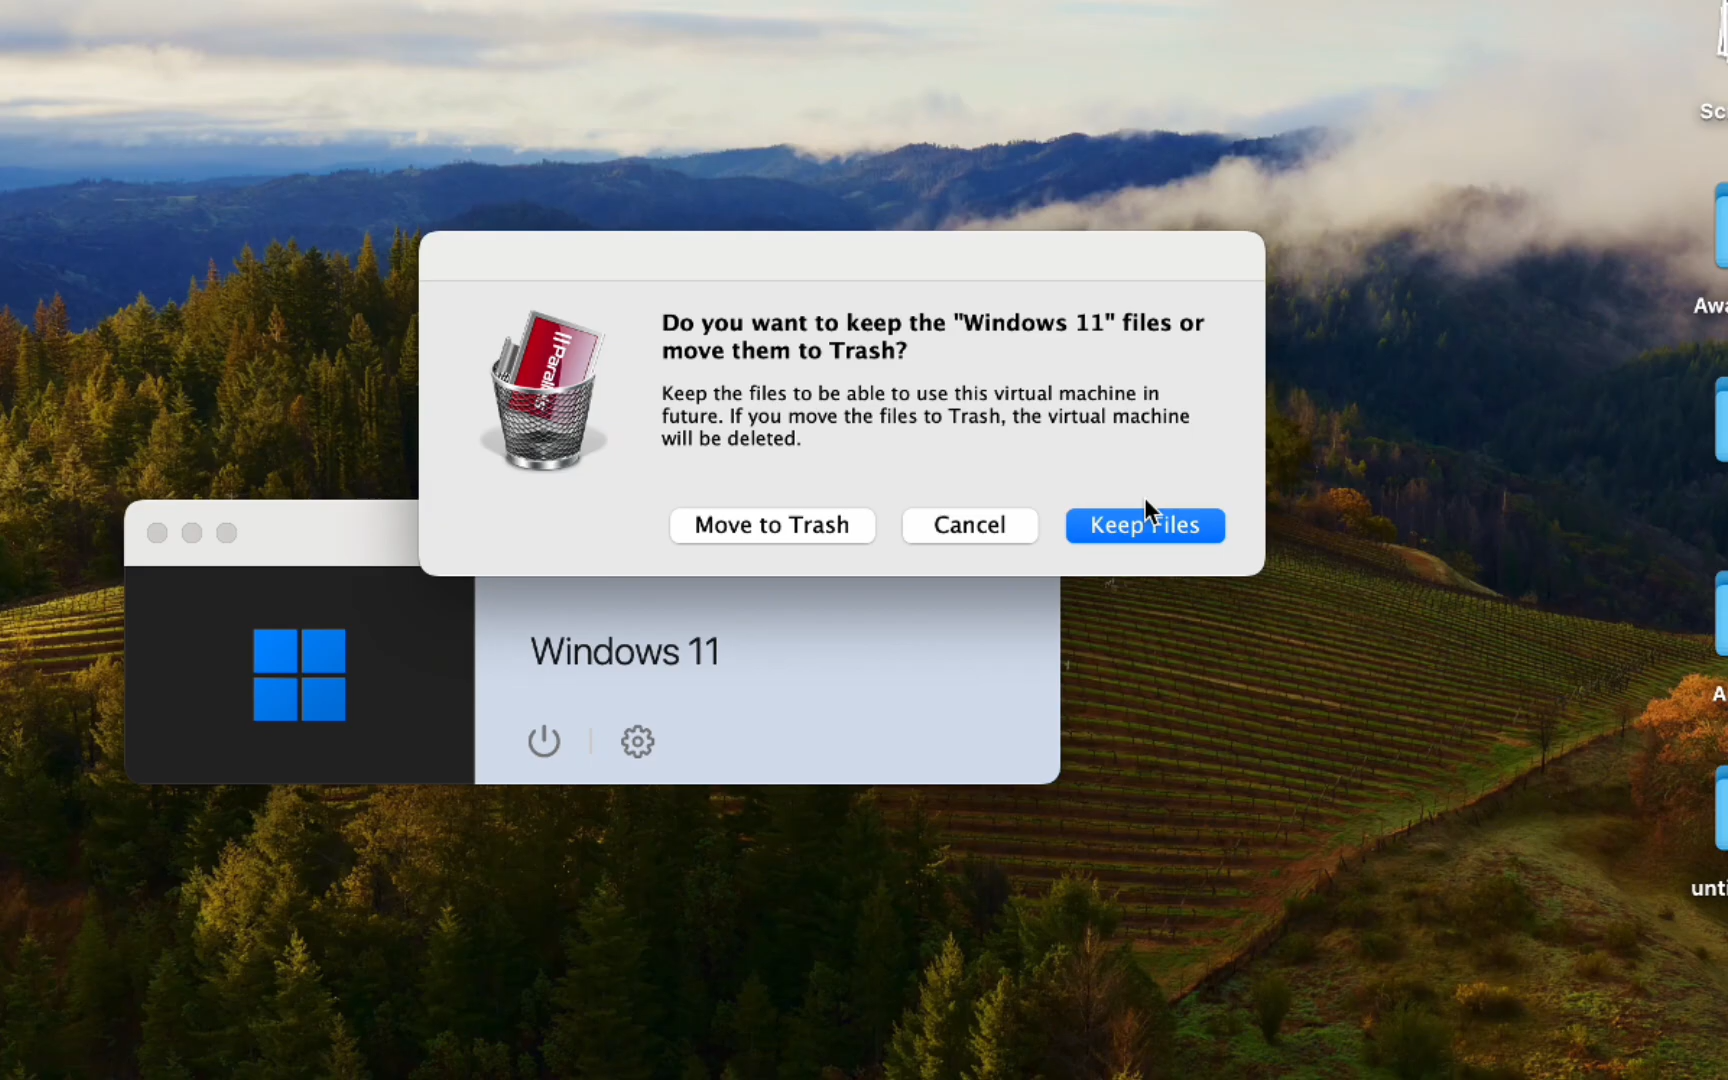 Sc
Do you want to keep the "Windows 11" files or
move them to Trash?
Keep the files to be able to use this virtual machine in
future. If you move the files to Trash, the virtual machine
will be deleted.
Move to Trash
Cancel
Keep Files
Awa
Windows 11
A
unti